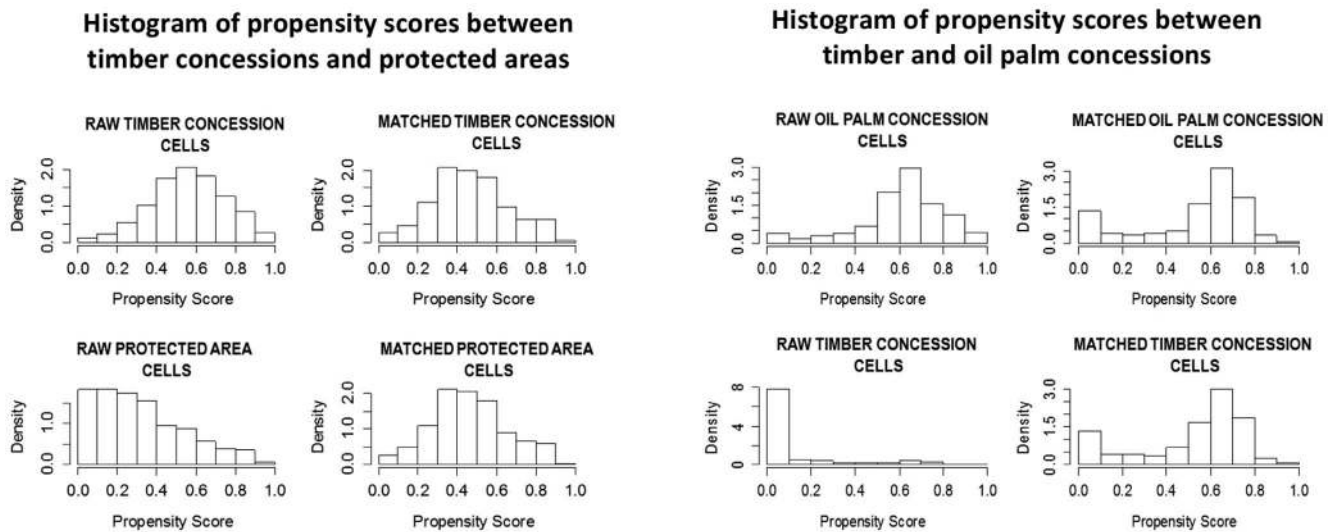 Histogram of propensity scores between
timber concessions and protected areas
RAW TIMBER CONCESSION
CELLS
Density
0.0 1.0 2.0
0.0 0.2 0.4 0.6 0.8 1.0
Propensity Score
MATCHED TIMBER CONCESSION
CELLS
Density
0.0 1.0 2.0
0.0 0.2 0.4 0.6 0.8 1.0
Propensity Score
RAW PROTECTED AREA
CELLS
Density
0.0 1.0
0.0 0.2 0.4 0.6 0.8 1.0
Propensity Score
MATCHED PROTECTED AREA
CELLS
Density
0.0 1.0 2.0
0.0 0.2 0.4 0.6 0.8 1.0
Propensity Score
Histogram of propensity scores between
timber and oil palm concessions
RAW OIL PALM CONCESSION
CELLS
Density
0.0 1.5 3.0
0.0 0.2 0.4 0.6 0.8 1.0
Propensity Score
MATCHED OIL PALM CONCESSION
CELLS
Density
0.0 1.5 3.0
0.0 0.2 0.4 0.6 0.8 1.0
Propensity Score
RAW TIMBER CONCESSION
CELLS
Density
0 4 8
0.0 0.2 0.4 0.6 0.8 1.0
Propensity Score
MATCHED TIMBER CONCESSION
CELLS
Density
0.0 1.5 3.0
0.0 0.2 0.4 0.6 0.8 1.0
Propensity Score